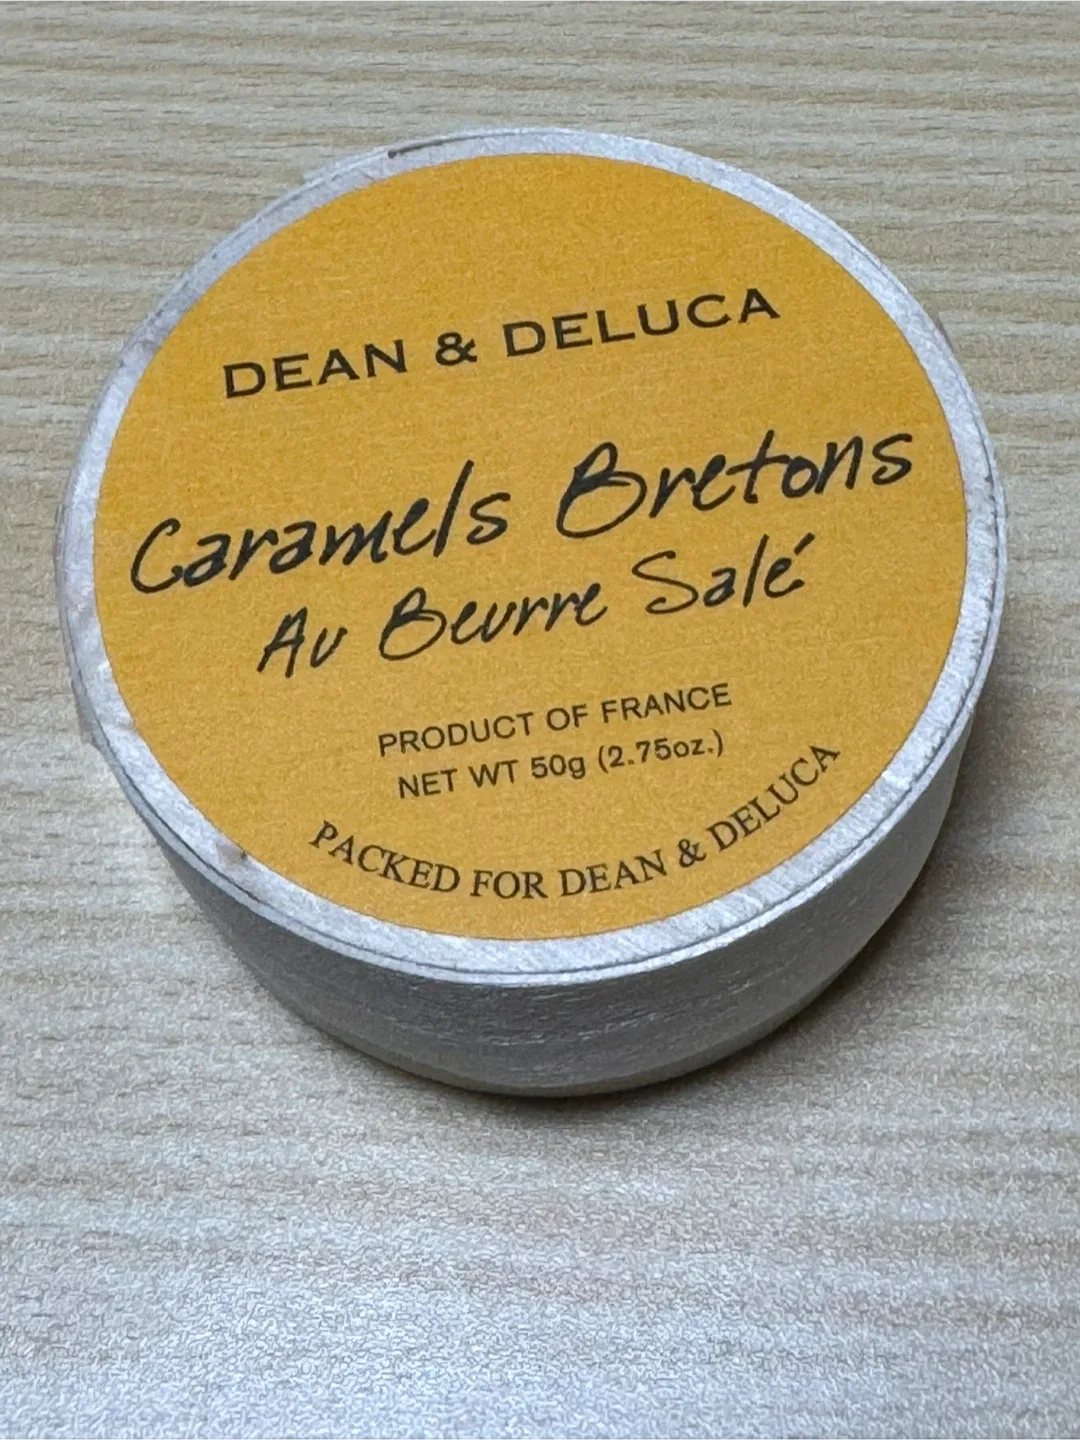 DEAN & DELUCA
Caramels Bretons
Au Beurre Salé
PRODUCT OF FRANCE
NET WT 50g (2.75oz.)
PACKED FOR DEAN & DELUCA